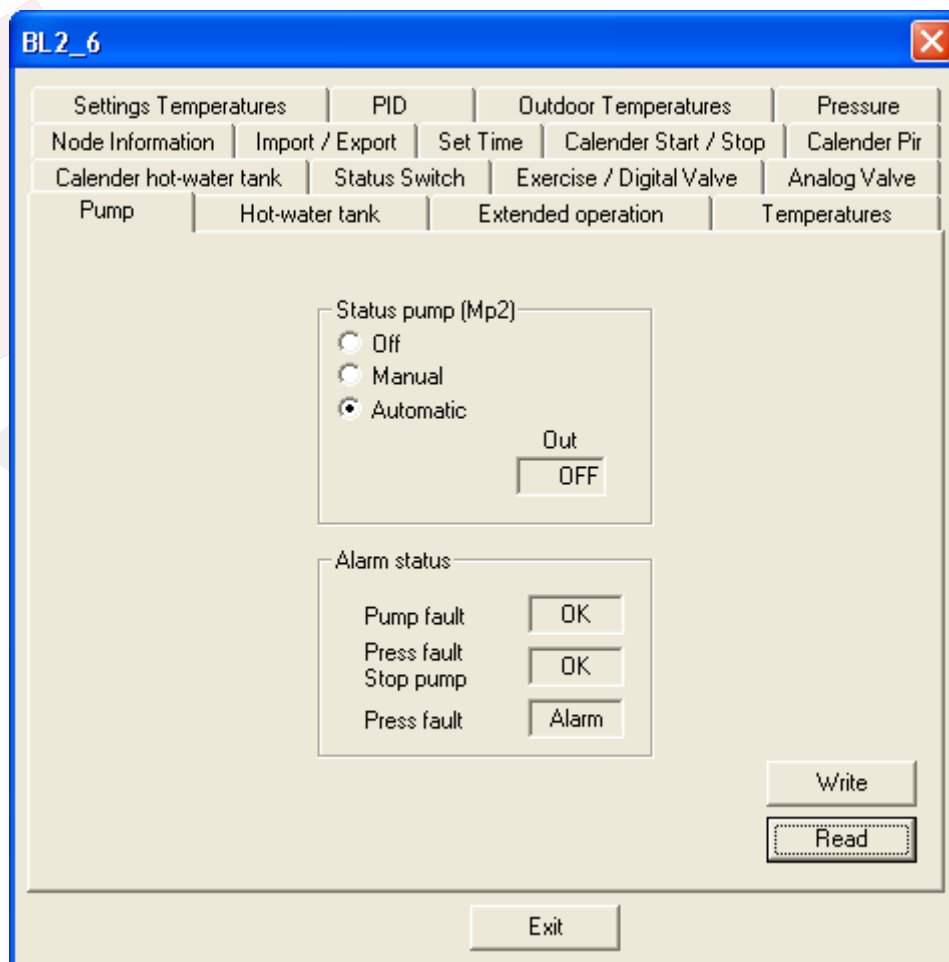 BL2_6
Settings Temperatures PID Outdoor Temperatures Pressure
Node Information Import / Export Set Time Calender Start / Stop Calender Pir
Calender hot-water tank Status Switch Exercise / Digital Valve Analog Valve
Pump Hot-water tank Extended operation Temperatures
Status pump (Mp2)
Off
Manual
Automatic
Out
OFF
Alarm status
Pump fault OK
Press fault
Stop pump OK
Press fault Alarm
Write
Read
Exit